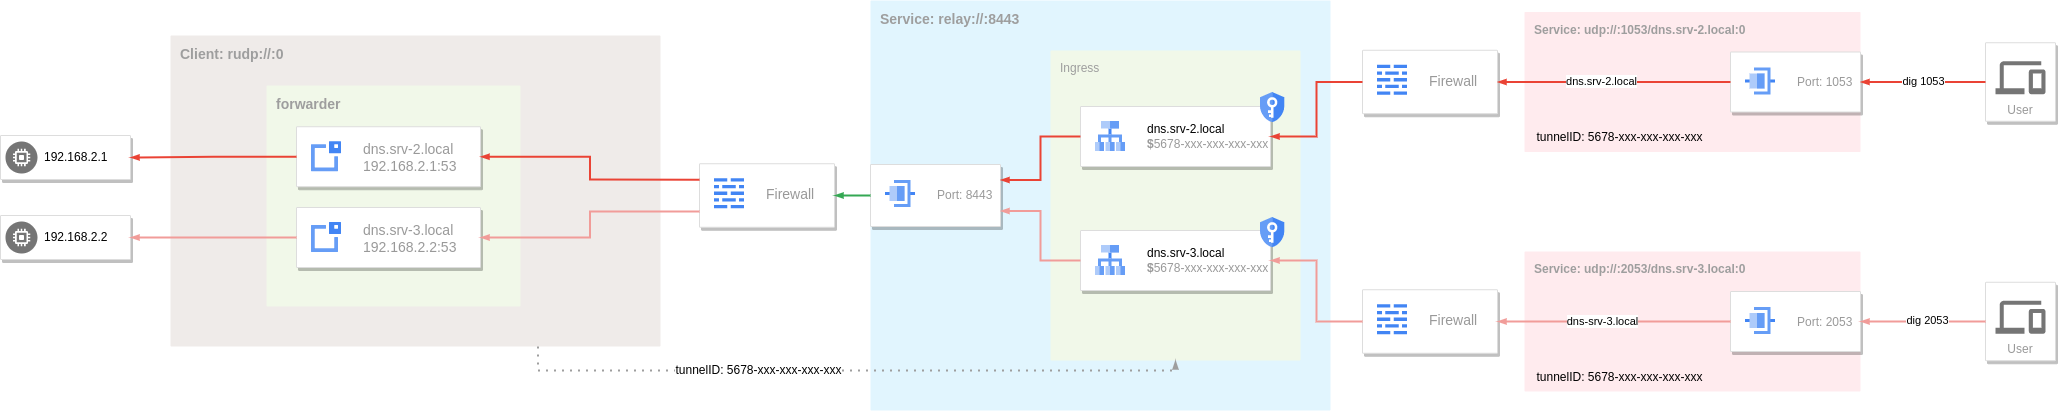 Client: rudp://:0
forwarder
dns.srv-2.local
192.168.2.1:53
dns.srv-3.local
192.168.2.2:53
192.168.2.1
192.168.2.2
Firewall
tunnelID: 5678-xxx-xxx-xxx-xxx
Service: relay://:8443
Port: 8443
Ingress
dns.srv-2.local
$5678-xxx-xxx-xxx-xxx
dns.srv-3.local
$5678-xxx-xxx-xxx-xxx
Firewall
dns.srv-2.local
Service: udp://:1053/dns.srv-2.local:0
Port: 1053
tunnelID: 5678-xxx-xxx-xxx-xxx
dig 1053
User
Firewall
dns-srv-3.local
Service: udp://:2053/dns.srv-3.local:0
Port: 2053
tunnelID: 5678-xxx-xxx-xxx-xxx
dig 2053
User